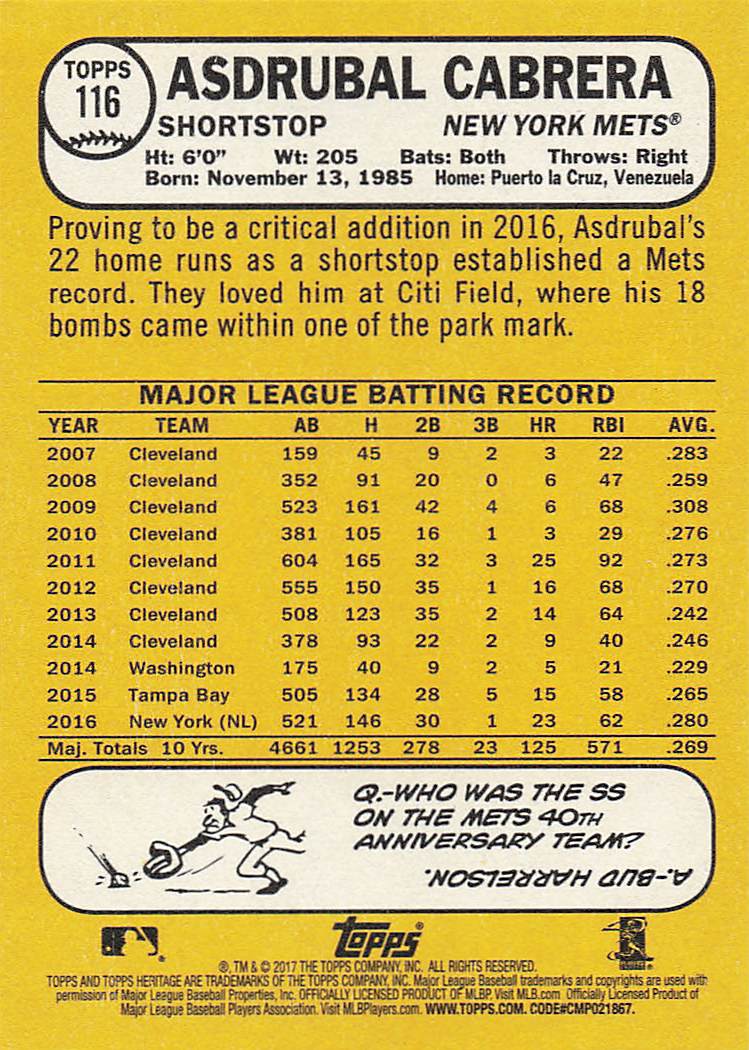 TOPPS
116
ASDRUBAL CABRERA
SHORTSTOP NEW YORK METS®
Ht: 6'0" Wt: 205 Bats: Both Throws: Right
Born: November 13, 1985 Home: Puerto la Cruz, Venezuela
Proving to be a critical addition in 2016, Asdrubal's
22 home runs as a shortstop established a Mets
record. They loved him at Citi Field, where his 18
bombs came within one of the park mark.
MAJOR LEAGUE BATTING RECORD
YEAR TEAM AB H 2B 3B HR RBI AVG.
2007 Cleveland 159 45 9 2 3 22 .283
2008 Cleveland 352 91 20 0 6 47 .259
2009 Cleveland 523 161 42 4 6 68 .308
2010 Cleveland 381 105 16 1 3 29 .276
2011 Cleveland 604 165 32 3 25 92 .273
2012 Cleveland 555 150 35 1 16 68 .270
2013 Cleveland 508 123 35 2 14 64 .242
2014 Cleveland 378 93 22 2 9 40 .246
2014 Washington 175 40 9 2 5 21 .229
2015 Tampa Bay 505 134 28 5 15 58 .265
2016 New York (NL) 521 146 30 1 23 62 .280
Maj. Totals 10 Yrs. 4661 1253 278 23 125 571 .269
Q.-WHO WAS THE SS
ON THE METS 40TH
ANNIVERSARY TEAM?
A.-BUD HARRELSON.
Topps®
®, TM & © 2017 THE TOPPS COMPANY, INC. ALL RIGHTS RESERVED.
TOPPS AND TOPPS HERITAGE ARE TRADEMARKS OF THE TOPPS COMPANY, INC. Major League Baseball trademarks and copyrights are used with
permission of Major League Baseball Properties, Inc. OFFICIALLY LICENSED PRODUCT OF MLBP. Visit MLB.com Officially Licensed Product of
Major League Baseball Players Association. Visit MLBPlayers.com. WWW.TOPPS.COM. CODE#CMP021867.